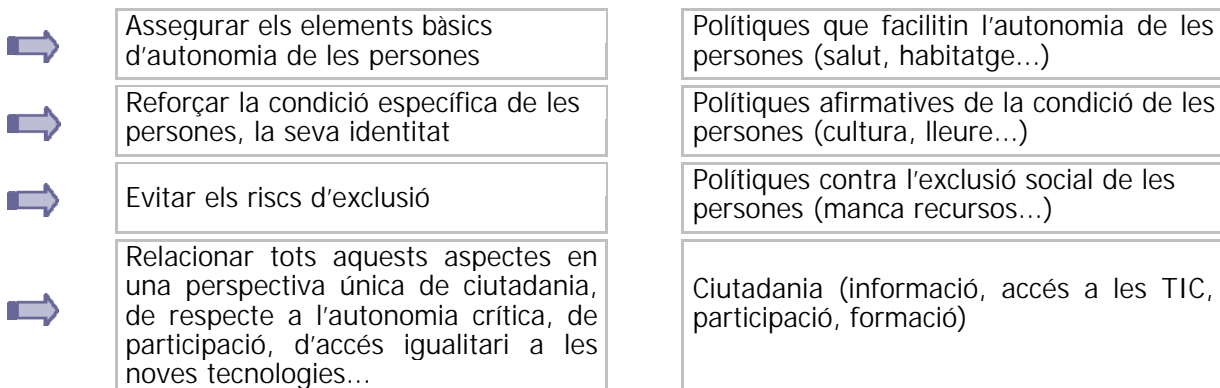 Assegurar els elements bàsics
d'autonomia de les persones
Polítiques que facilitin l'autonomia de les
persones (salut, habitatge...)
Reforçar la condició específica de les
persones, la seva identitat
Polítiques afirmatives de la condició de les
persones (cultura, lleure...)
Evitar els riscs d'exclusió
Polítiques contra l'exclusió social de les
persones (manca recursos...)
Relacionar tots aquests aspectes en
una perspectiva única de ciutadania,
de respecte a l'autonomia crítica, de
participació, d'accés igualitari a les
noves tecnologies...
Ciutadania (informació, accés a les TIC,
participació, formació)